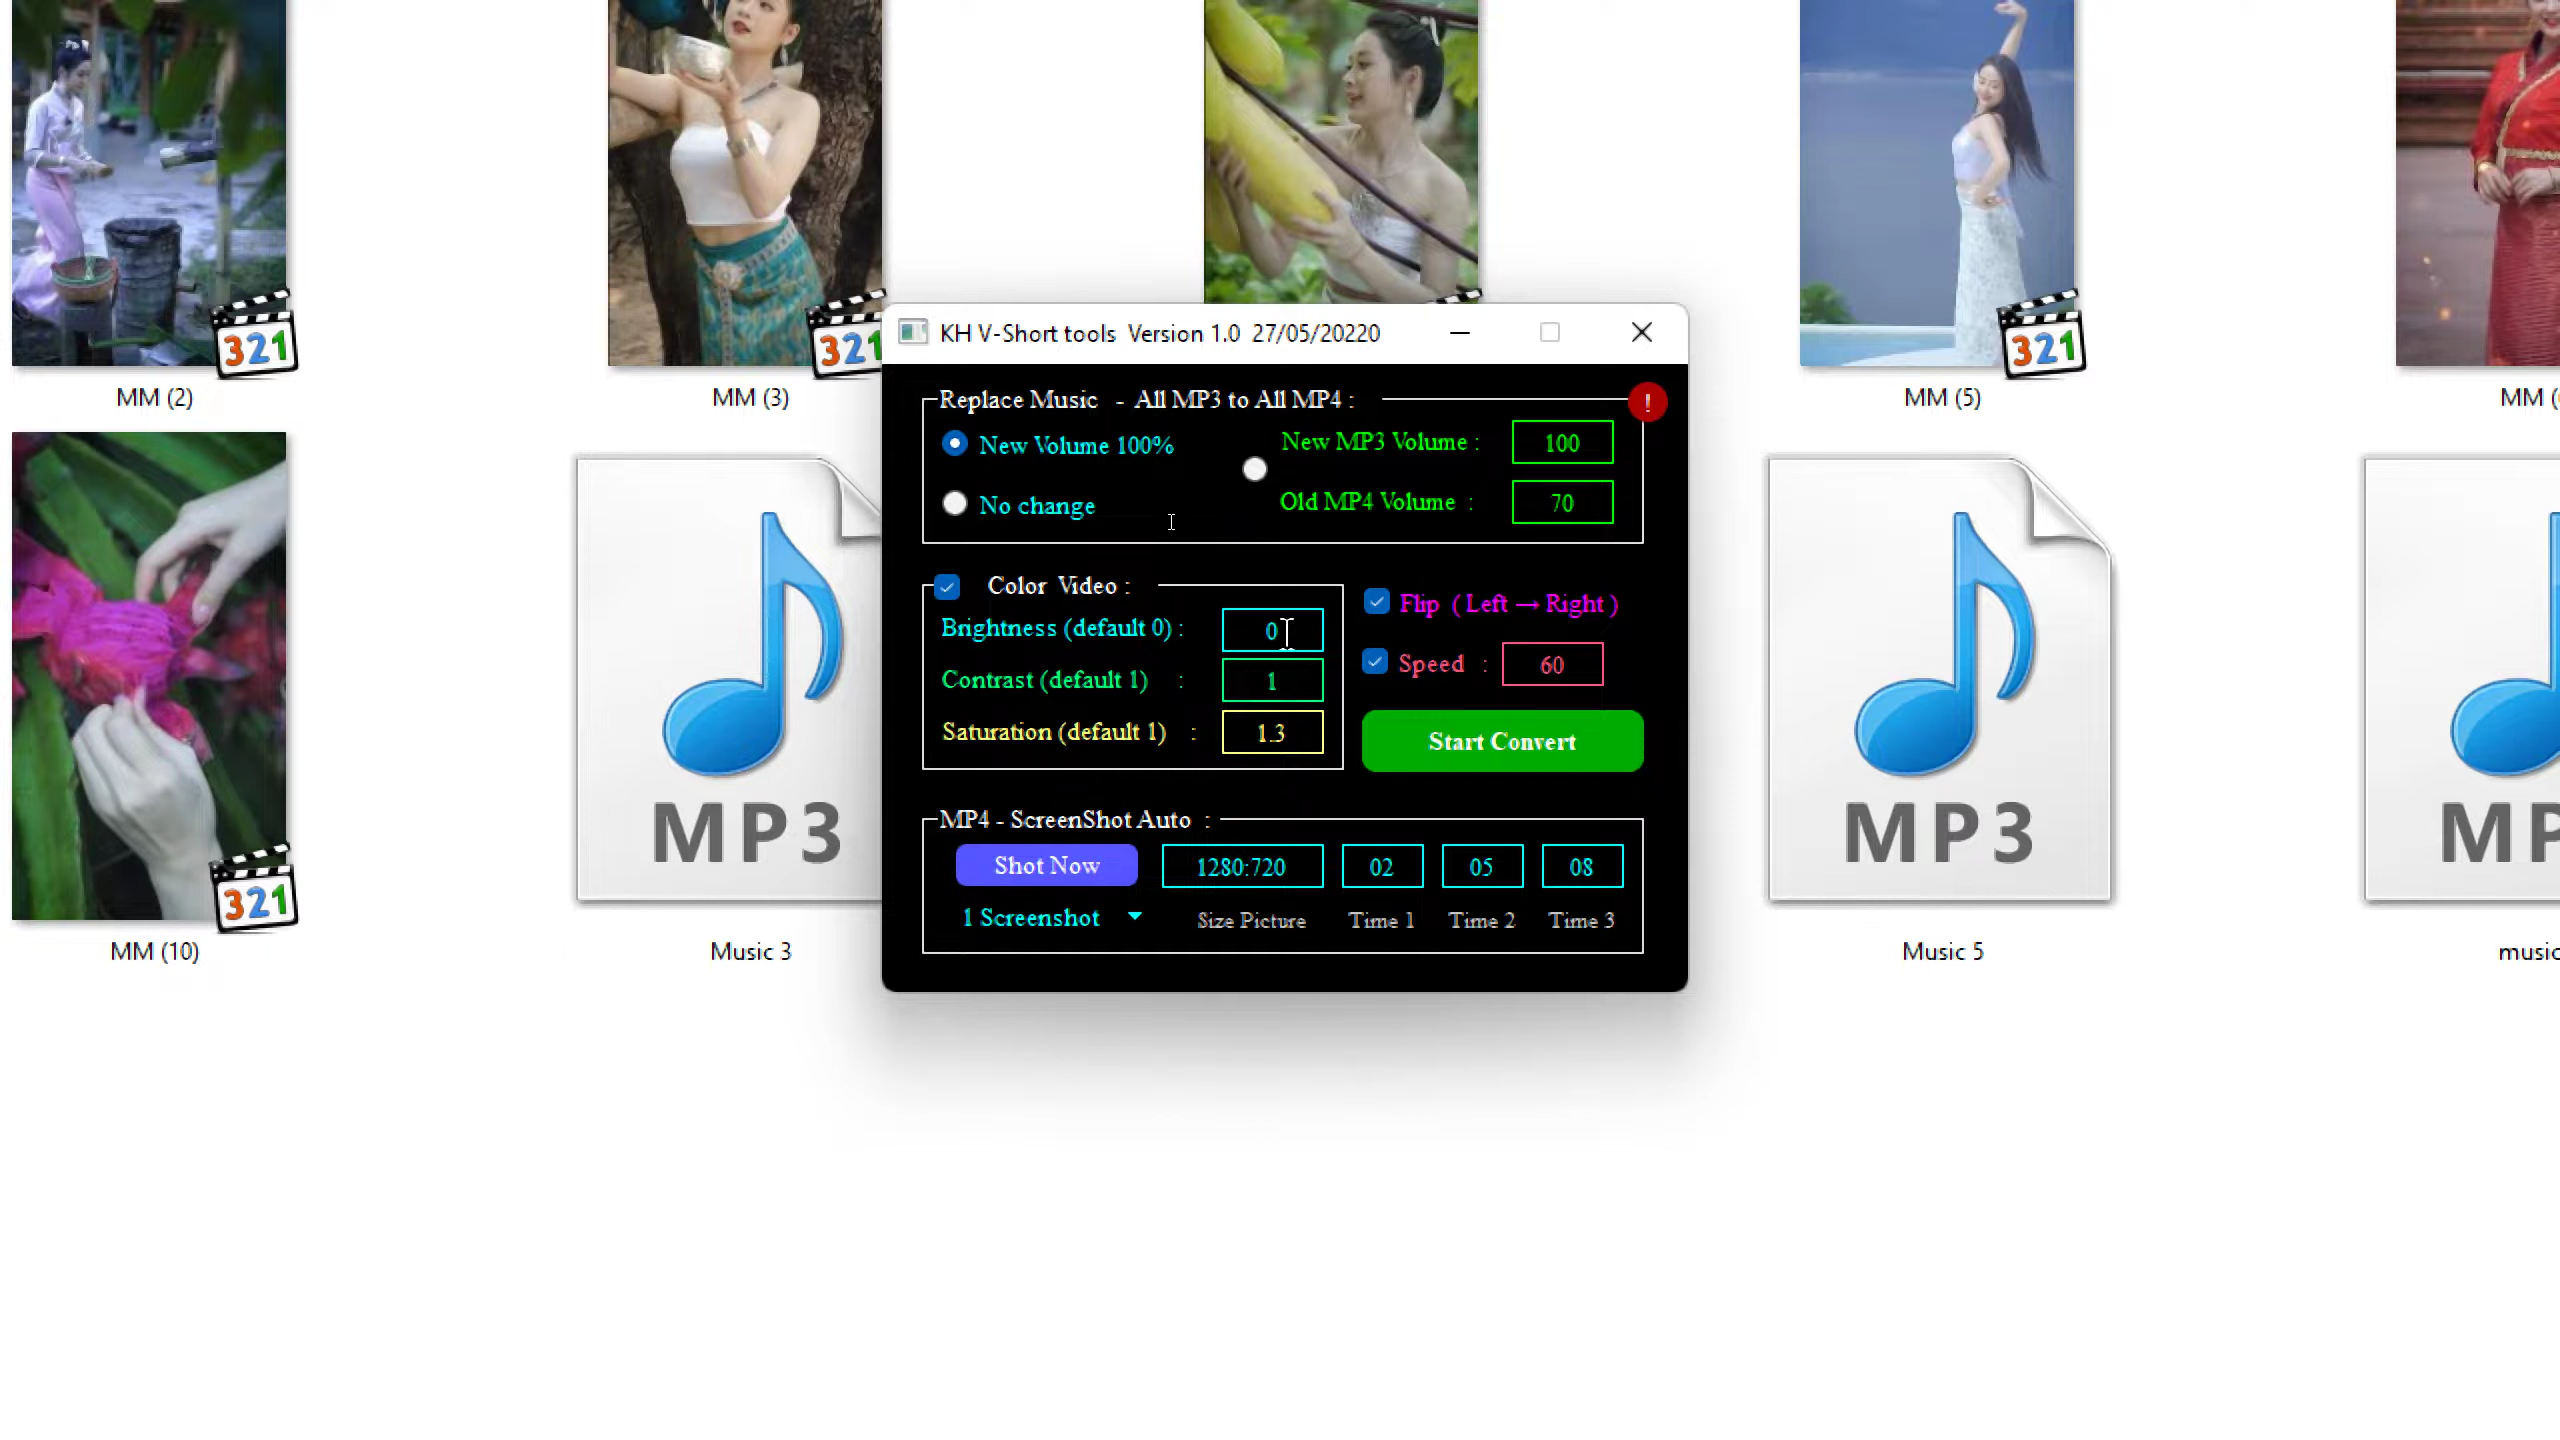 321
321
321
MM (2)
MM (3)
MM (5)
KH V-Short tools Version 1.0 27/05/20220
Replace Music - All MP3 to All MP4 :
!
New Volume 100%
New MP3 Volume : 100
No change
Old MP4 Volume : 70
Color Video :
Flip ( Left → Right )
Brightness (default 0) : 0
Speed : 60
Contrast (default 1) : 1
Saturation (default 1) : 1.3
Start Convert
MP4 - ScreenShot Auto :
Shot Now 1280:720 02 05 08
1 Screenshot Size Picture Time 1 Time 2 Time 3
MP3
MP3
321
MM (10)
Music 3
Music 5